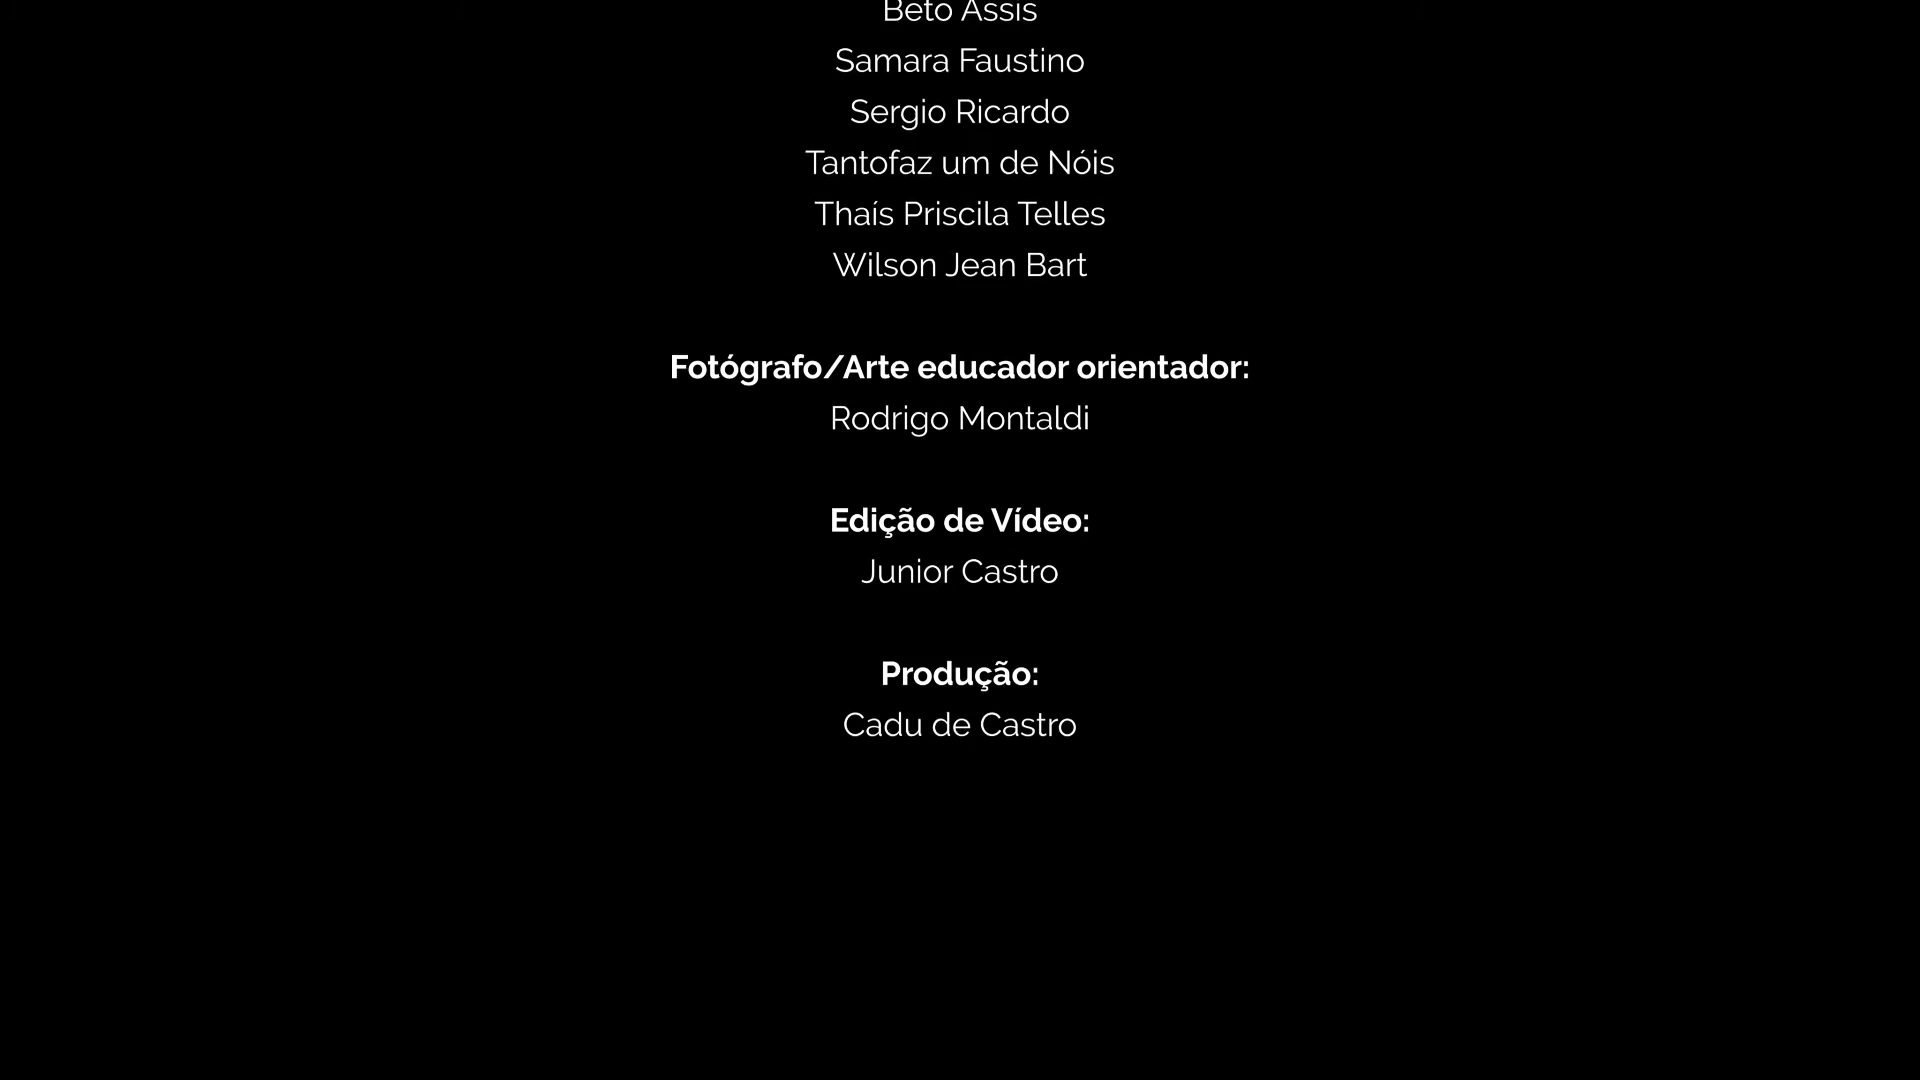 Beto Assis
Samara Faustino
Sergio Ricardo
Tantofaz um de Nóis
Thaís Priscila Telles
Wilson Jean Bart
Fotógrafo/Arte educador orientador:
Rodrigo Montaldi
Edição de Vídeo:
Junior Castro
Produção:
Cadu de Castro